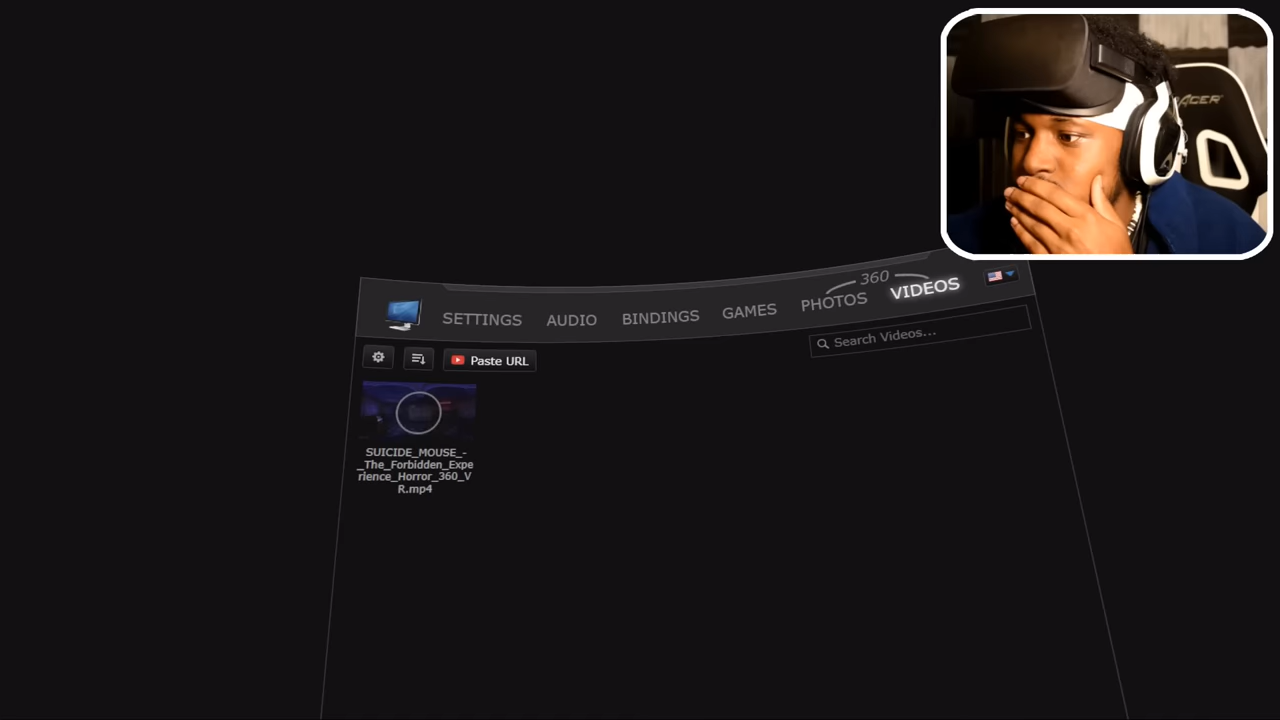 360
SETTINGS AUDIO BINDINGS GAMES PHOTOS VIDEOS
Paste URL
Search Videos...
SUICIDE_MOUSE_-
_The_Forbidden_Expe
rience_Horror_360_V
R.mp4